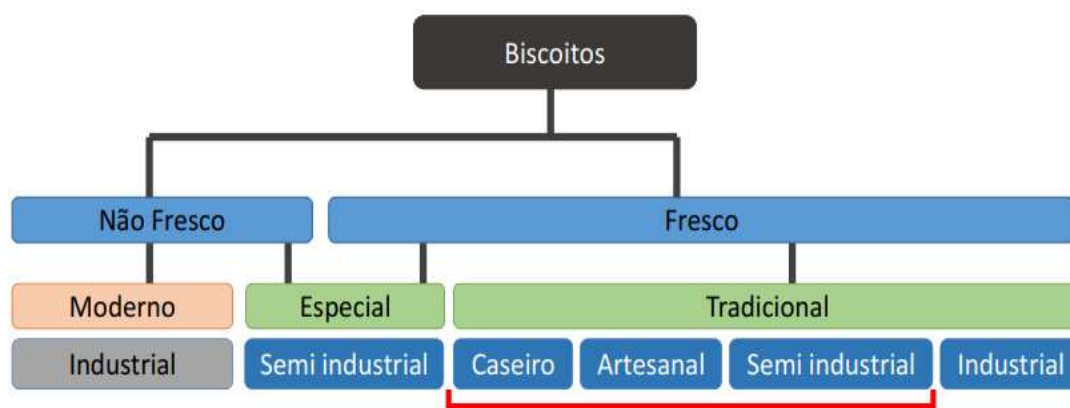 Biscoitos
Não Fresco
Fresco
Moderno
Especial
Tradicional
Industrial
Semi industrial
Caseiro
Artesanal
Semi industrial
Industrial